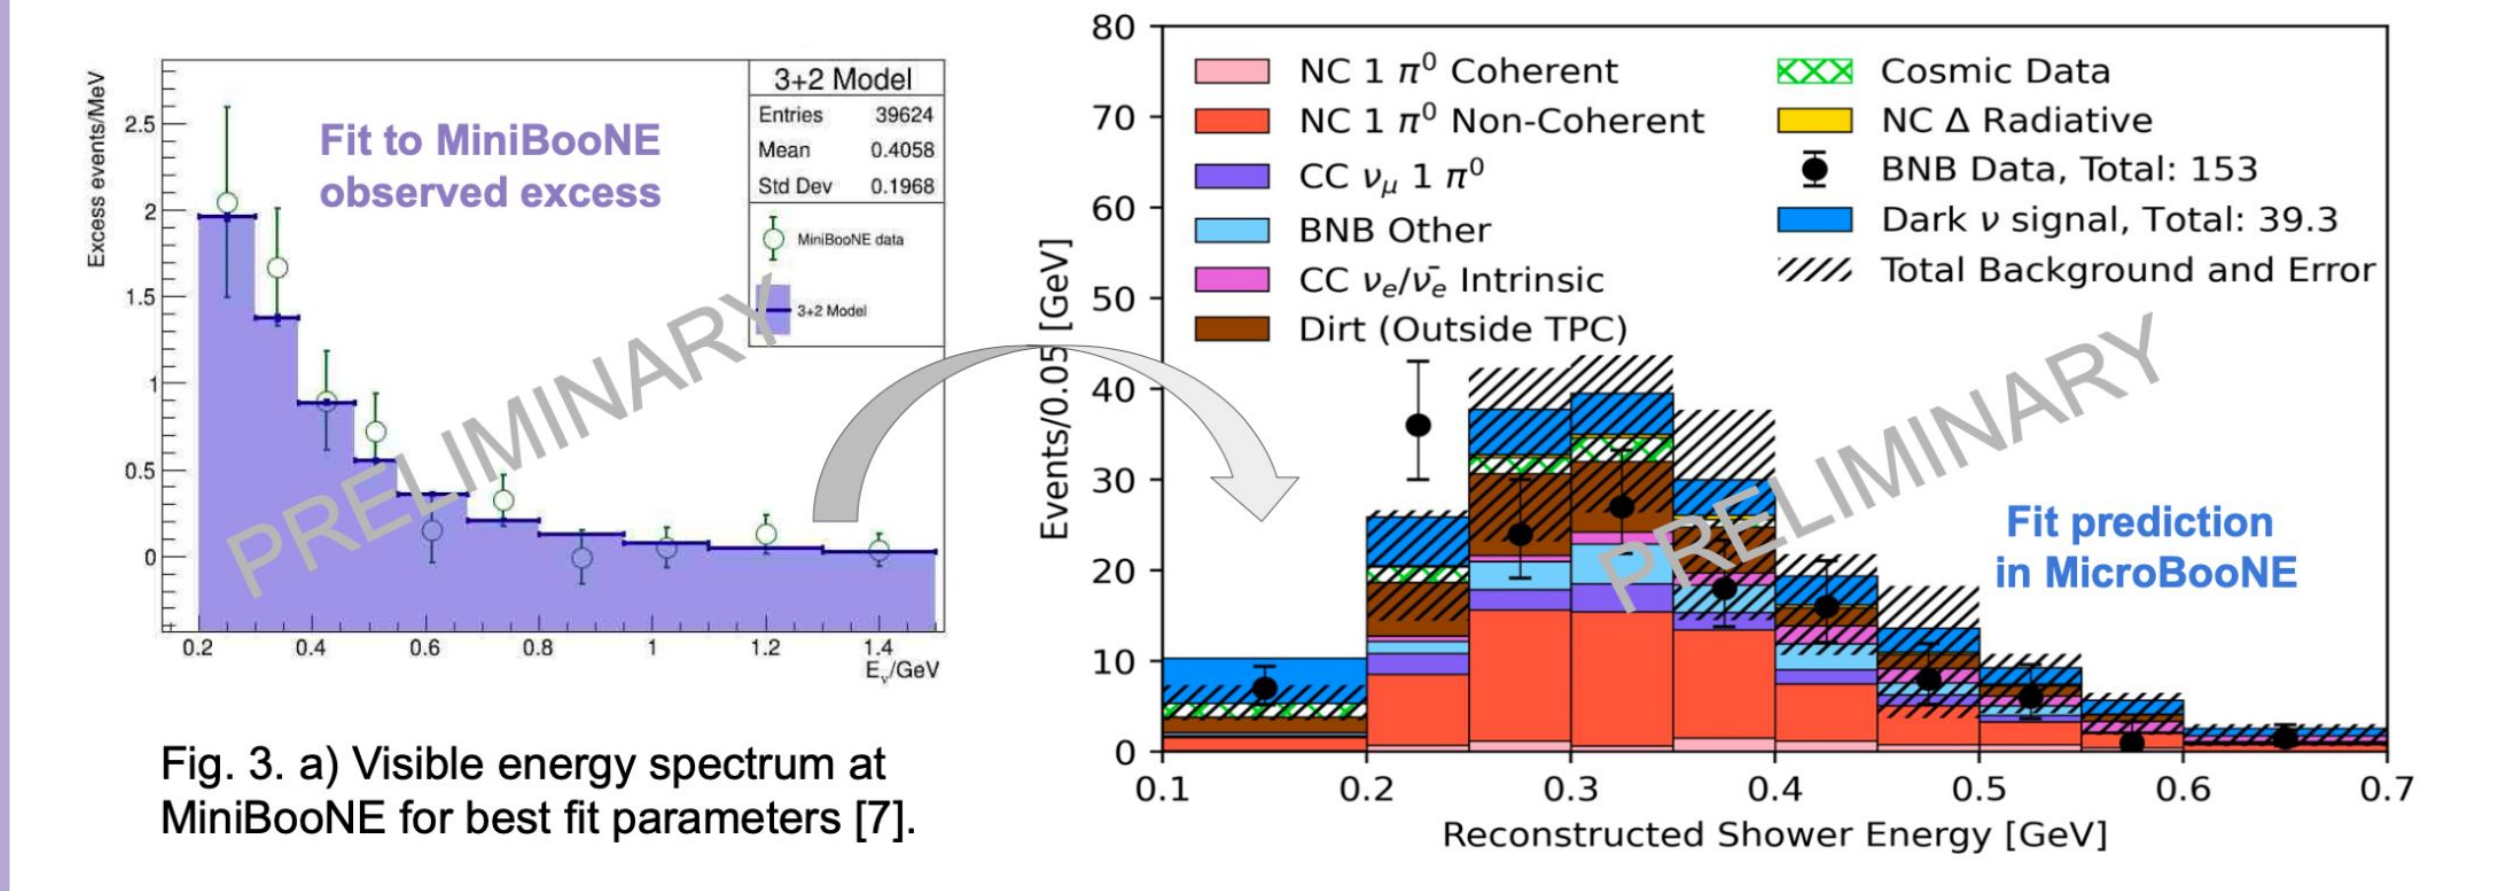 Excess events/MeV
2.5
2
1.5
1
0.5
0
0.2 0.4 0.6 0.8 1 1.2 1.4
Eν/GeV
Fit to MiniBooNE
observed excess
3+2 Model
Entries 39624
Mean 0.4058
Std Dev 0.1968
MiniBooNE data
3+2 Model
PRELIMINARY
Fig. 3. a) Visible energy spectrum at
MiniBooNE for best fit parameters [7].
Events/0.05 [GeV]
80
70
60
50
40
30
20
10
0
NC 1 π⁰ Coherent
NC 1 π⁰ Non-Coherent
CC νμ 1 π⁰
BNB Other
CC νe/ν̄e Intrinsic
Dirt (Outside TPC)
Cosmic Data
NC Δ Radiative
BNB Data, Total: 153
Dark ν signal, Total: 39.3
Total Background and Error
PRELIMINARY
Fit prediction
in MicroBooNE
0.1 0.2 0.3 0.4 0.5 0.6 0.7
Reconstructed Shower Energy [GeV]